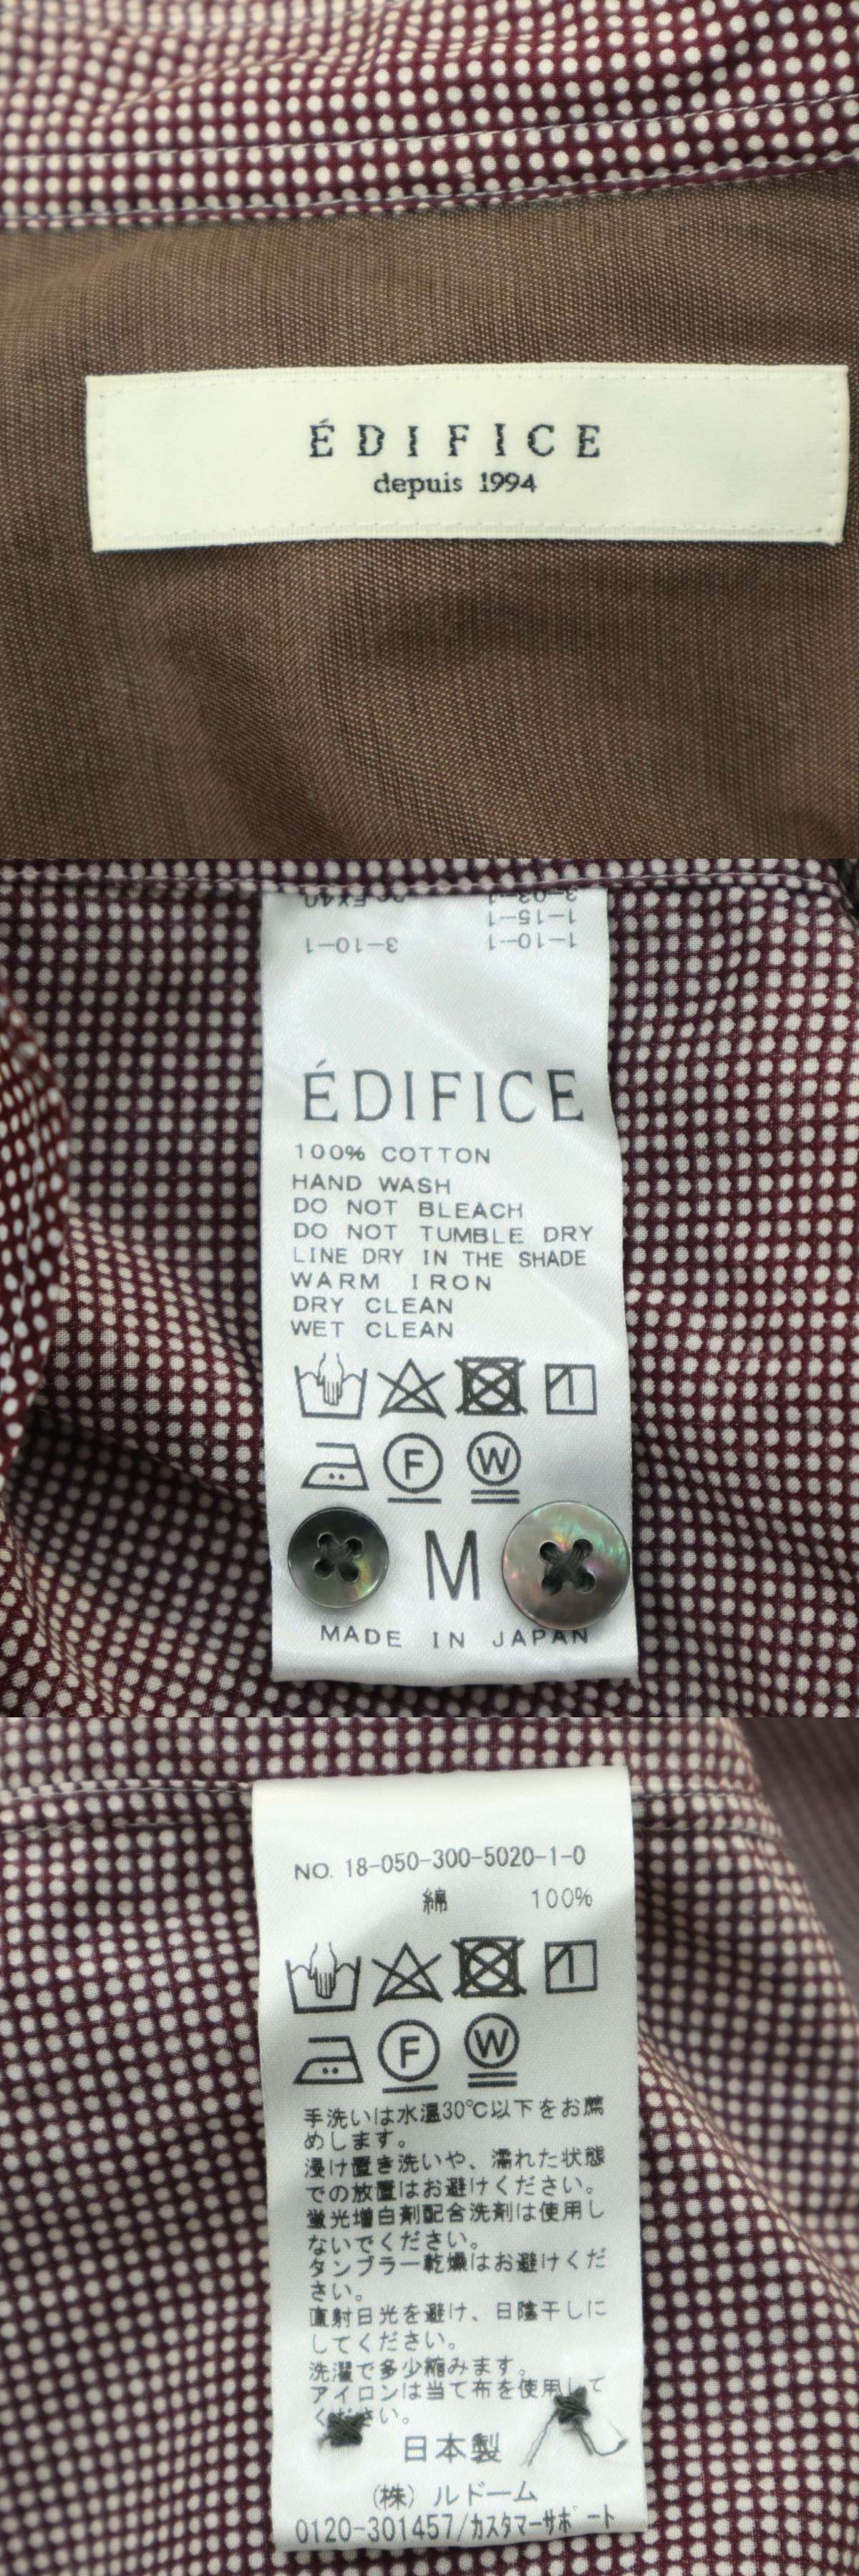 ÉDIFICE
depuis 1994
1-10-1 3-10-1
1-15-1
3-03-1
ÉDIFICE
100% COTTON
HAND WASH
DO NOT BLEACH
DO NOT TUMBLE DRY
LINE DRY IN THE SHADE
WARM IRON
DRY CLEAN
WET CLEAN
F W
M
MADE IN JAPAN
NO. 18-050-300-5020-1-0
綿 100%
F W
手洗いは水温30℃以下をお薦
めします。
浸け置き洗いや、濡れた状態
での放置はお避けください。
蛍光増白剤配合洗剤は使用し
ないでください。
タンブラー乾燥はお避けくだ
さい。
直射日光を避け、日陰干しに
してください。
洗濯で多少縮みます。
アイロンは当て布を使用して
ください。
日本製
(株) ルドーム
0120-301457/カスタマーサポート